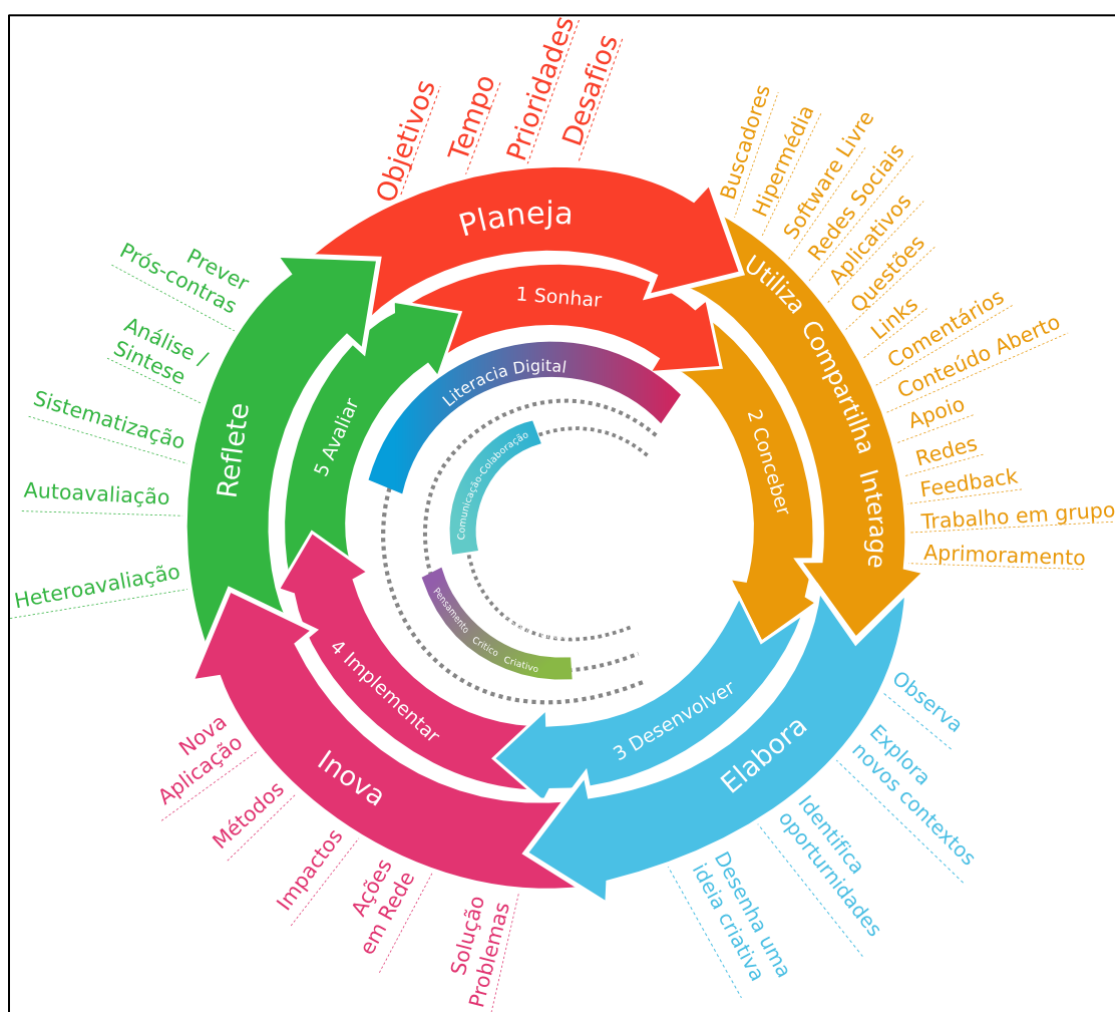 Objetivos
Tempo
Prioridades
Desafios
Planeja
1 Sonhar
Buscadores
Hipermédia
Software Livre
Redes Sociais
Aplicativos
Questões
Links
Comentários
Conteúdo Aberto
Apoio
Redes
Feedback
Trabalho em grupo
Aprimoramento
Utiliza Compartilha Interage
2 Conceber
Observa
Explora
novos contextos
Identifica
oportunidades
Desenha uma
ideia criativa
Elabora
3 Desenvolver
Solução
Problemas
Ações
em Rede
Impactos
Métodos
Nova
Aplicação
Inova
4 Implementar
Heteroavaliação
Autoavaliação
Sistematização
Análise /
Sintese
Prever
Prós-contras
Reflete
5 Avaliar
Literacia Digital
Comunicação-Colaboração
Pensamento Crítico Criativo